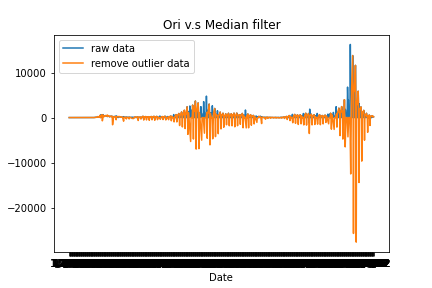 Ori v.s Median filter
raw data
remove outlier data
10000
0
−10000
−20000
Date